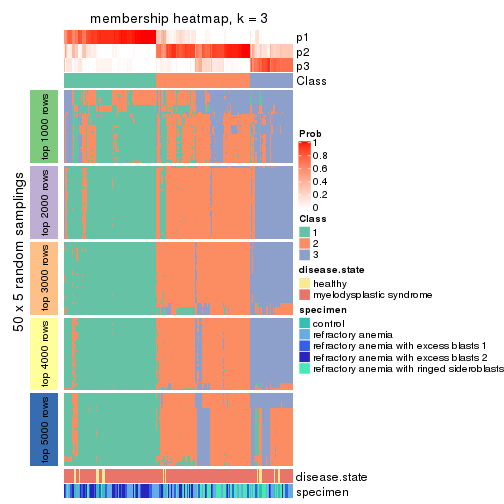 membership heatmap, k = 3
p1
p2
p3
Class
50 x 5 random samplings
top 1000 rows
top 2000 rows
top 3000 rows
top 4000 rows
top 5000 rows
Prob
1
0.8
0.6
0.4
0.2
0
Class
1
2
3
disease.state
healthy
myelodysplastic syndrome
specimen
control
refractory anemia
refractory anemia with excess blasts 1
refractory anemia with excess blasts 2
refractory anemia with ringed sideroblasts
disease.state
specimen